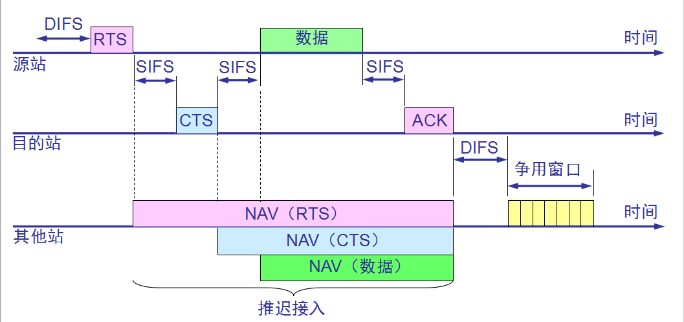 DIFS
RTS
数据
时间
源站
SIFS
SIFS
SIFS
CTS
ACK
时间
目的站
DIFS
争用窗口
NAV（RTS）
时间
其他站
NAV（CTS）
NAV（数据）
推迟接入